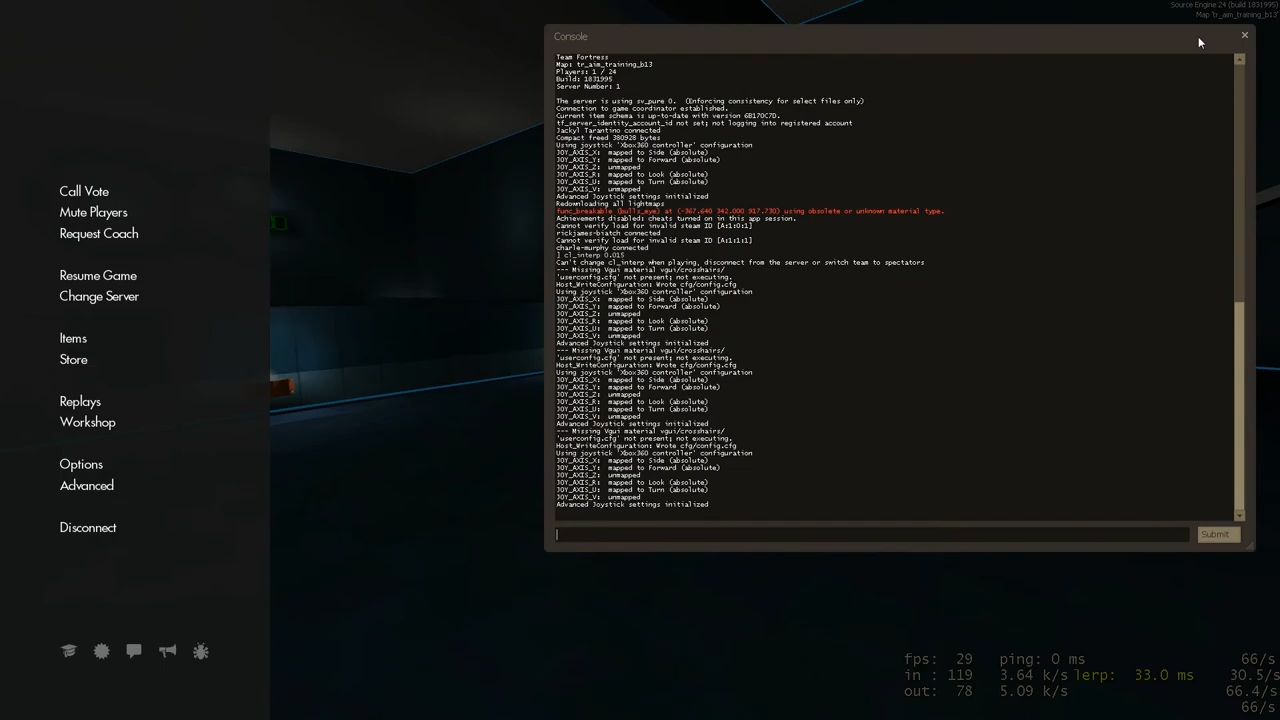 Source Engine 24 (build 1831995)
Map 'tr_aim_training_b13'
Console
Team Fortress
Map: tr_aim_training_b13
Players: 1 / 24
Build: 1831995
Server Number: 1
The server is using sv_pure 0.  (Enforcing consistency for select files only)
Connection to game coordinator established.
Current item schema is up-to-date with version 6B170C7D.
tf_server_identity_account_id not set; not logging into registered account
Jackyl Tarantino connected
Compact freed 380928 bytes
Using joystick 'Xbox360 controller' configuration
JOY_AXIS_X:  mapped to Side (absolute)
JOY_AXIS_Y:  mapped to Forward (absolute)
JOY_AXIS_Z:  unmapped
JOY_AXIS_R:  mapped to Look (absolute)
JOY_AXIS_U:  mapped to Turn (absolute)
JOY_AXIS_V:  unmapped
Advanced Joystick settings initialized
Redownloading all lightmaps
func_breakable (bulls_eye) at (-367.640 342.000 917.730) using obsolete or unknown material type.
Achievements disabled: cheats turned on in this app session.
Cannot verify load for invalid steam ID [A:1:0:1]
rickjames-biatch connected
Cannot verify load for invalid steam ID [A:1:1:1]
charle-murphy connected
] cl_interp 0.015
Can't change cl_interp when playing, disconnect from the server or switch team to spectators
--- Missing Vgui material vgui/crosshairs/
'userconfig.cfg' not present; not executing.
Host_WriteConfiguration: Wrote cfg/config.cfg
Using joystick 'Xbox360 controller' configuration
JOY_AXIS_X:  mapped to Side (absolute)
JOY_AXIS_Y:  mapped to Forward (absolute)
JOY_AXIS_Z:  unmapped
JOY_AXIS_R:  mapped to Look (absolute)
JOY_AXIS_U:  mapped to Turn (absolute)
JOY_AXIS_V:  unmapped
Advanced Joystick settings initialized
--- Missing Vgui material vgui/crosshairs/
'userconfig.cfg' not present; not executing.
Host_WriteConfiguration: Wrote cfg/config.cfg
Using joystick 'Xbox360 controller' configuration
JOY_AXIS_X:  mapped to Side (absolute)
JOY_AXIS_Y:  mapped to Forward (absolute)
JOY_AXIS_Z:  unmapped
JOY_AXIS_R:  mapped to Look (absolute)
JOY_AXIS_U:  mapped to Turn (absolute)
JOY_AXIS_V:  unmapped
Advanced Joystick settings initialized
--- Missing Vgui material vgui/crosshairs/
'userconfig.cfg' not present; not executing.
Host_WriteConfiguration: Wrote cfg/config.cfg
Using joystick 'Xbox360 controller' configuration
JOY_AXIS_X:  mapped to Side (absolute)
JOY_AXIS_Y:  mapped to Forward (absolute)
JOY_AXIS_Z:  unmapped
JOY_AXIS_R:  mapped to Look (absolute)
JOY_AXIS_U:  mapped to Turn (absolute)
JOY_AXIS_V:  unmapped
Advanced Joystick settings initialized
Submit
Call Vote
Mute Players
Request Coach
Resume Game
Change Server
Items
Store
Replays
Workshop
Options
Advanced
Disconnect
fps: 29 ping: 0 ms 66/s
in : 119 3.64 k/s lerp: 33.0 ms 30.5/s
out: 78 5.09 k/s 66.4/s
66/s